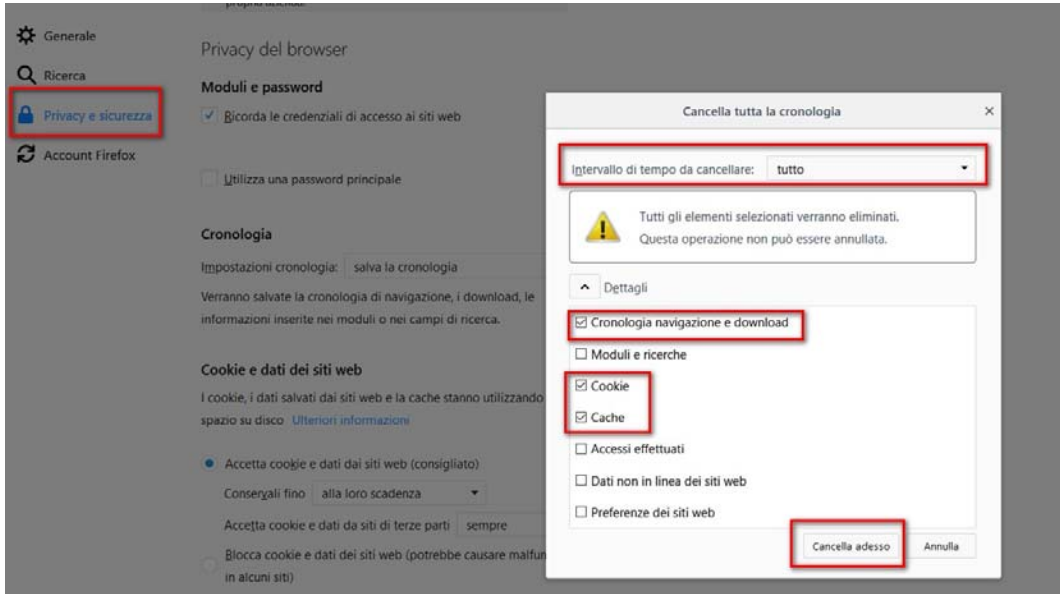 Generale
Ricerca
Privacy e sicurezza
Account Firefox
propria azienda.
Privacy del browser
Moduli e password
Ricorda le credenziali di accesso ai siti web
Utilizza una password principale
Cronologia
Impostazioni cronologia: salva la cronologia
Verranno salvate la cronologia di navigazione, i download, le
informazioni inserite nei moduli o nei campi di ricerca.
Cookie e dati dei siti web
I cookie, i dati salvati dai siti web e la cache stanno utilizzando
spazio su disco Ulteriori informazioni
Accetta cookie e dati dai siti web (consigliato)
Conservali fino alla loro scadenza
Accetta cookie e dati da siti di terze parti sempre
Blocca cookie e dati dei siti web (potrebbe causare malfun
in alcuni siti)
Cancella tutta la cronologia
Intervallo di tempo da cancellare: tutto
Tutti gli elementi selezionati verranno eliminati.
Questa operazione non può essere annullata.
Dettagli
Cronologia navigazione e download
Moduli e ricerche
Cookie
Cache
Accessi effettuati
Dati non in linea dei siti web
Preferenze dei siti web
Cancella adesso Annulla